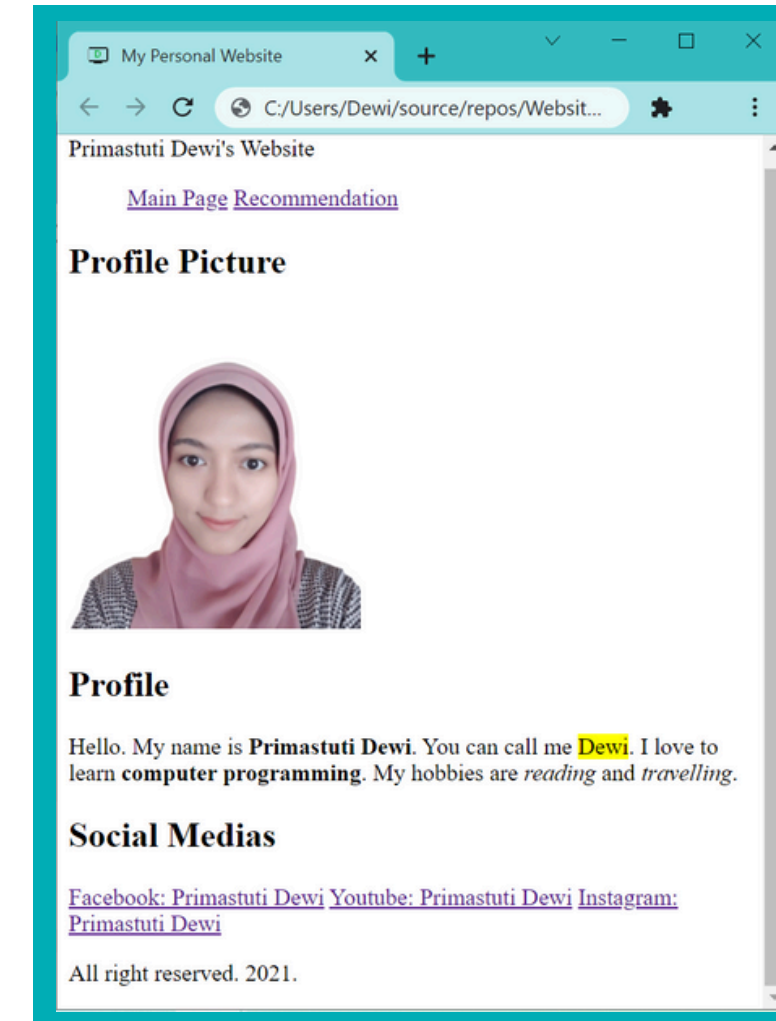 My Personal Website
C:/Users/Dewi/source/repos/Websit...
Primastuti Dewi's Website
Main Page Recommendation
Profile Picture
Profile
Hello. My name is Primastuti Dewi. You can call me Dewi. I love to
learn computer programming. My hobbies are reading and travelling.
Social Medias
Facebook: Primastuti Dewi Youtube: Primastuti Dewi Instagram:
Primastuti Dewi
All right reserved. 2021.